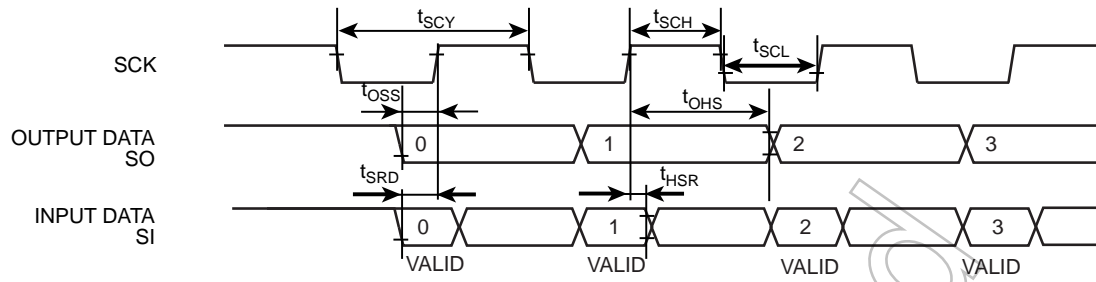 tSCY
tSCH
tSCL
SCK
tOSS
tOHS
OUTPUT DATA
SO
0 1 2 3
tSRD
tHSR
INPUT DATA
SI
0 1 2 3
VALID VALID VALID VALID